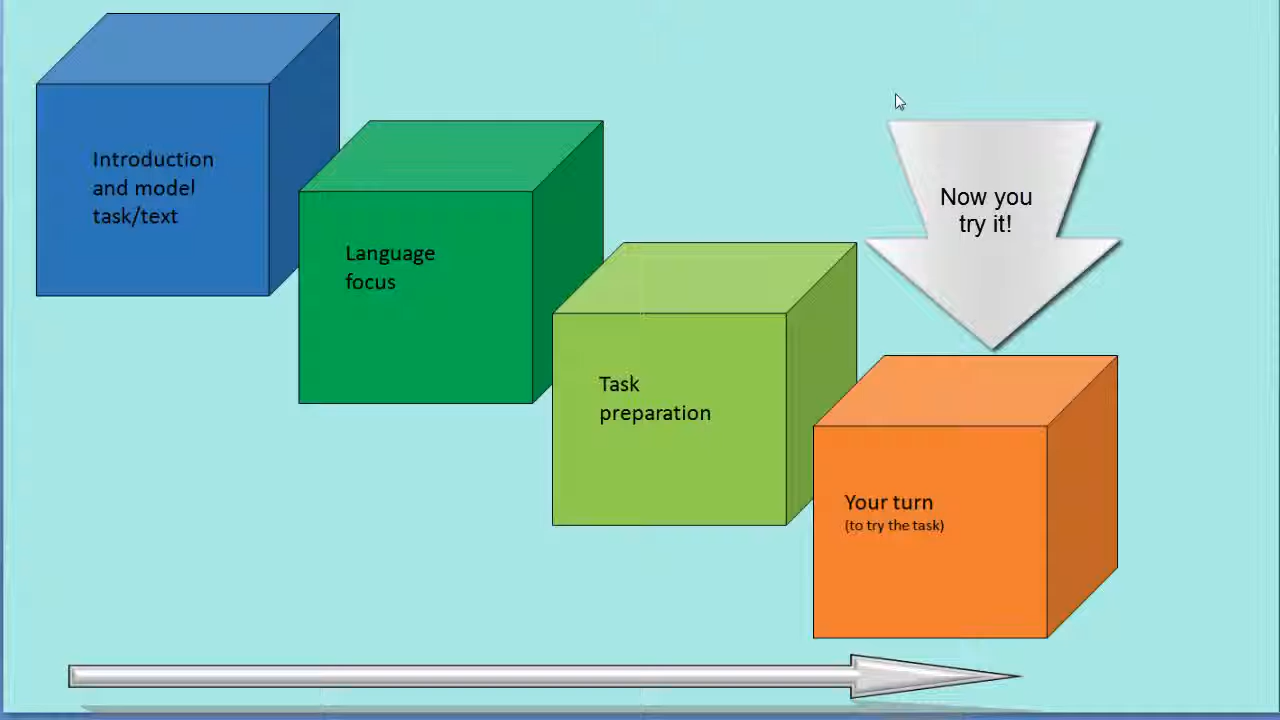 Introduction
and model
task/text
Language
focus
Task
preparation
Now you
try it!
Your turn
(to try the task)